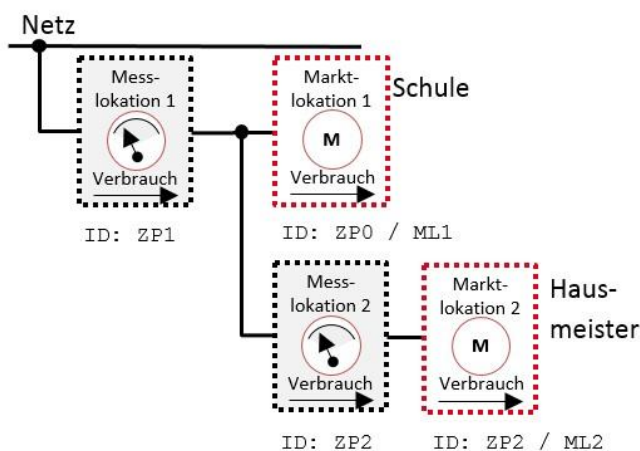 Netz
Mess-
lokation 1
Verbrauch
ID: ZP1
Markt-
lokation 1
M
Verbrauch
Schule
ID: ZP0 / ML1
Mess-
lokation 2
Verbrauch
ID: ZP2
Markt-
lokation 2
M
Verbrauch
Haus-
meister
ID: ZP2 / ML2